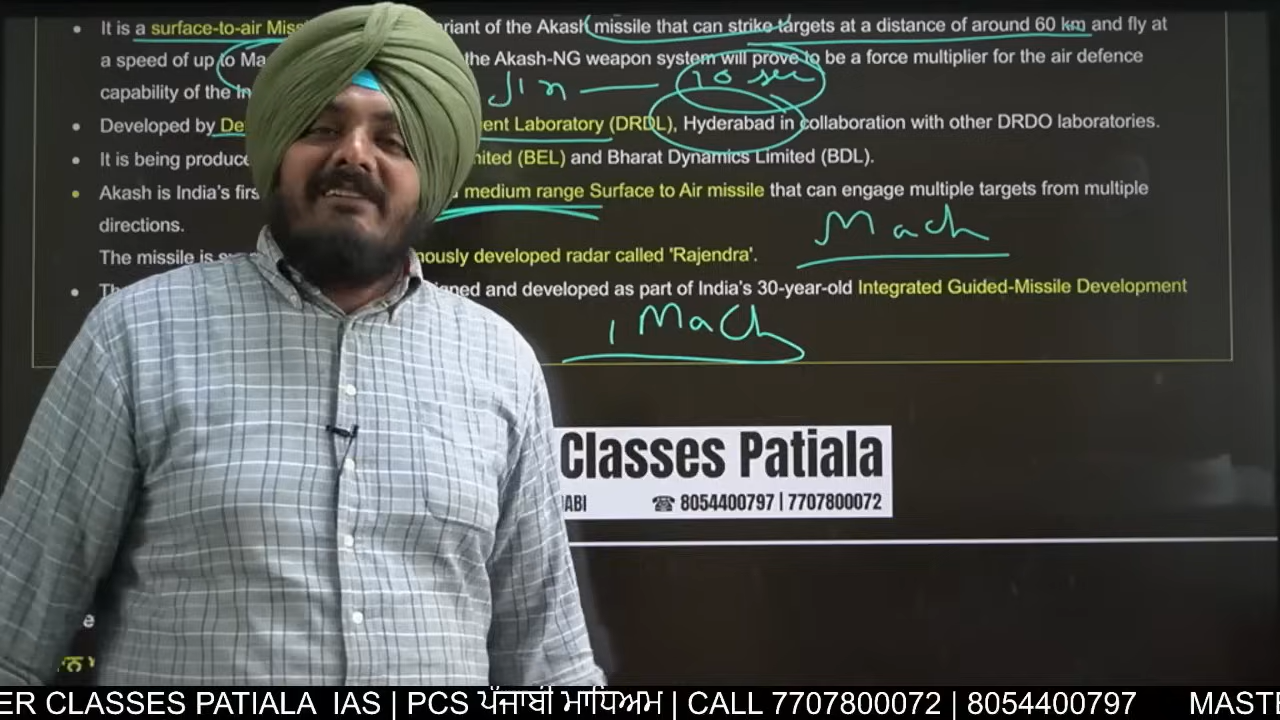 It is a surface-to-air Miss riant of the Akash missile that can strike targets at a distance of around 60 km and fly at
a speed of up to Ma the Akash-NG weapon system will prove to be a force multiplier for the air defence
capability of the In
10 sec
Developed by De ent Laboratory (DRDL), Hyderabad in collaboration with other DRDO laboratories.
It is being produce ited (BEL) and Bharat Dynamics Limited (BDL).
Akash is India's firs medium range Surface to Air missile that can engage multiple targets from multiple
directions.
Mach
The missile is nously developed radar called 'Rajendra'.
Th ned and developed as part of India's 30-year-old Integrated Guided-Missile Development
1 Mach
Classes Patiala
ABI ☎ 8054400797 | 7707800072
e
ER CLASSES PATIALA IAS | PCS ਪੰਜਾਬੀ ਮਾਧਿਅਮ | CALL 7707800072 | 8054400797 MASTE